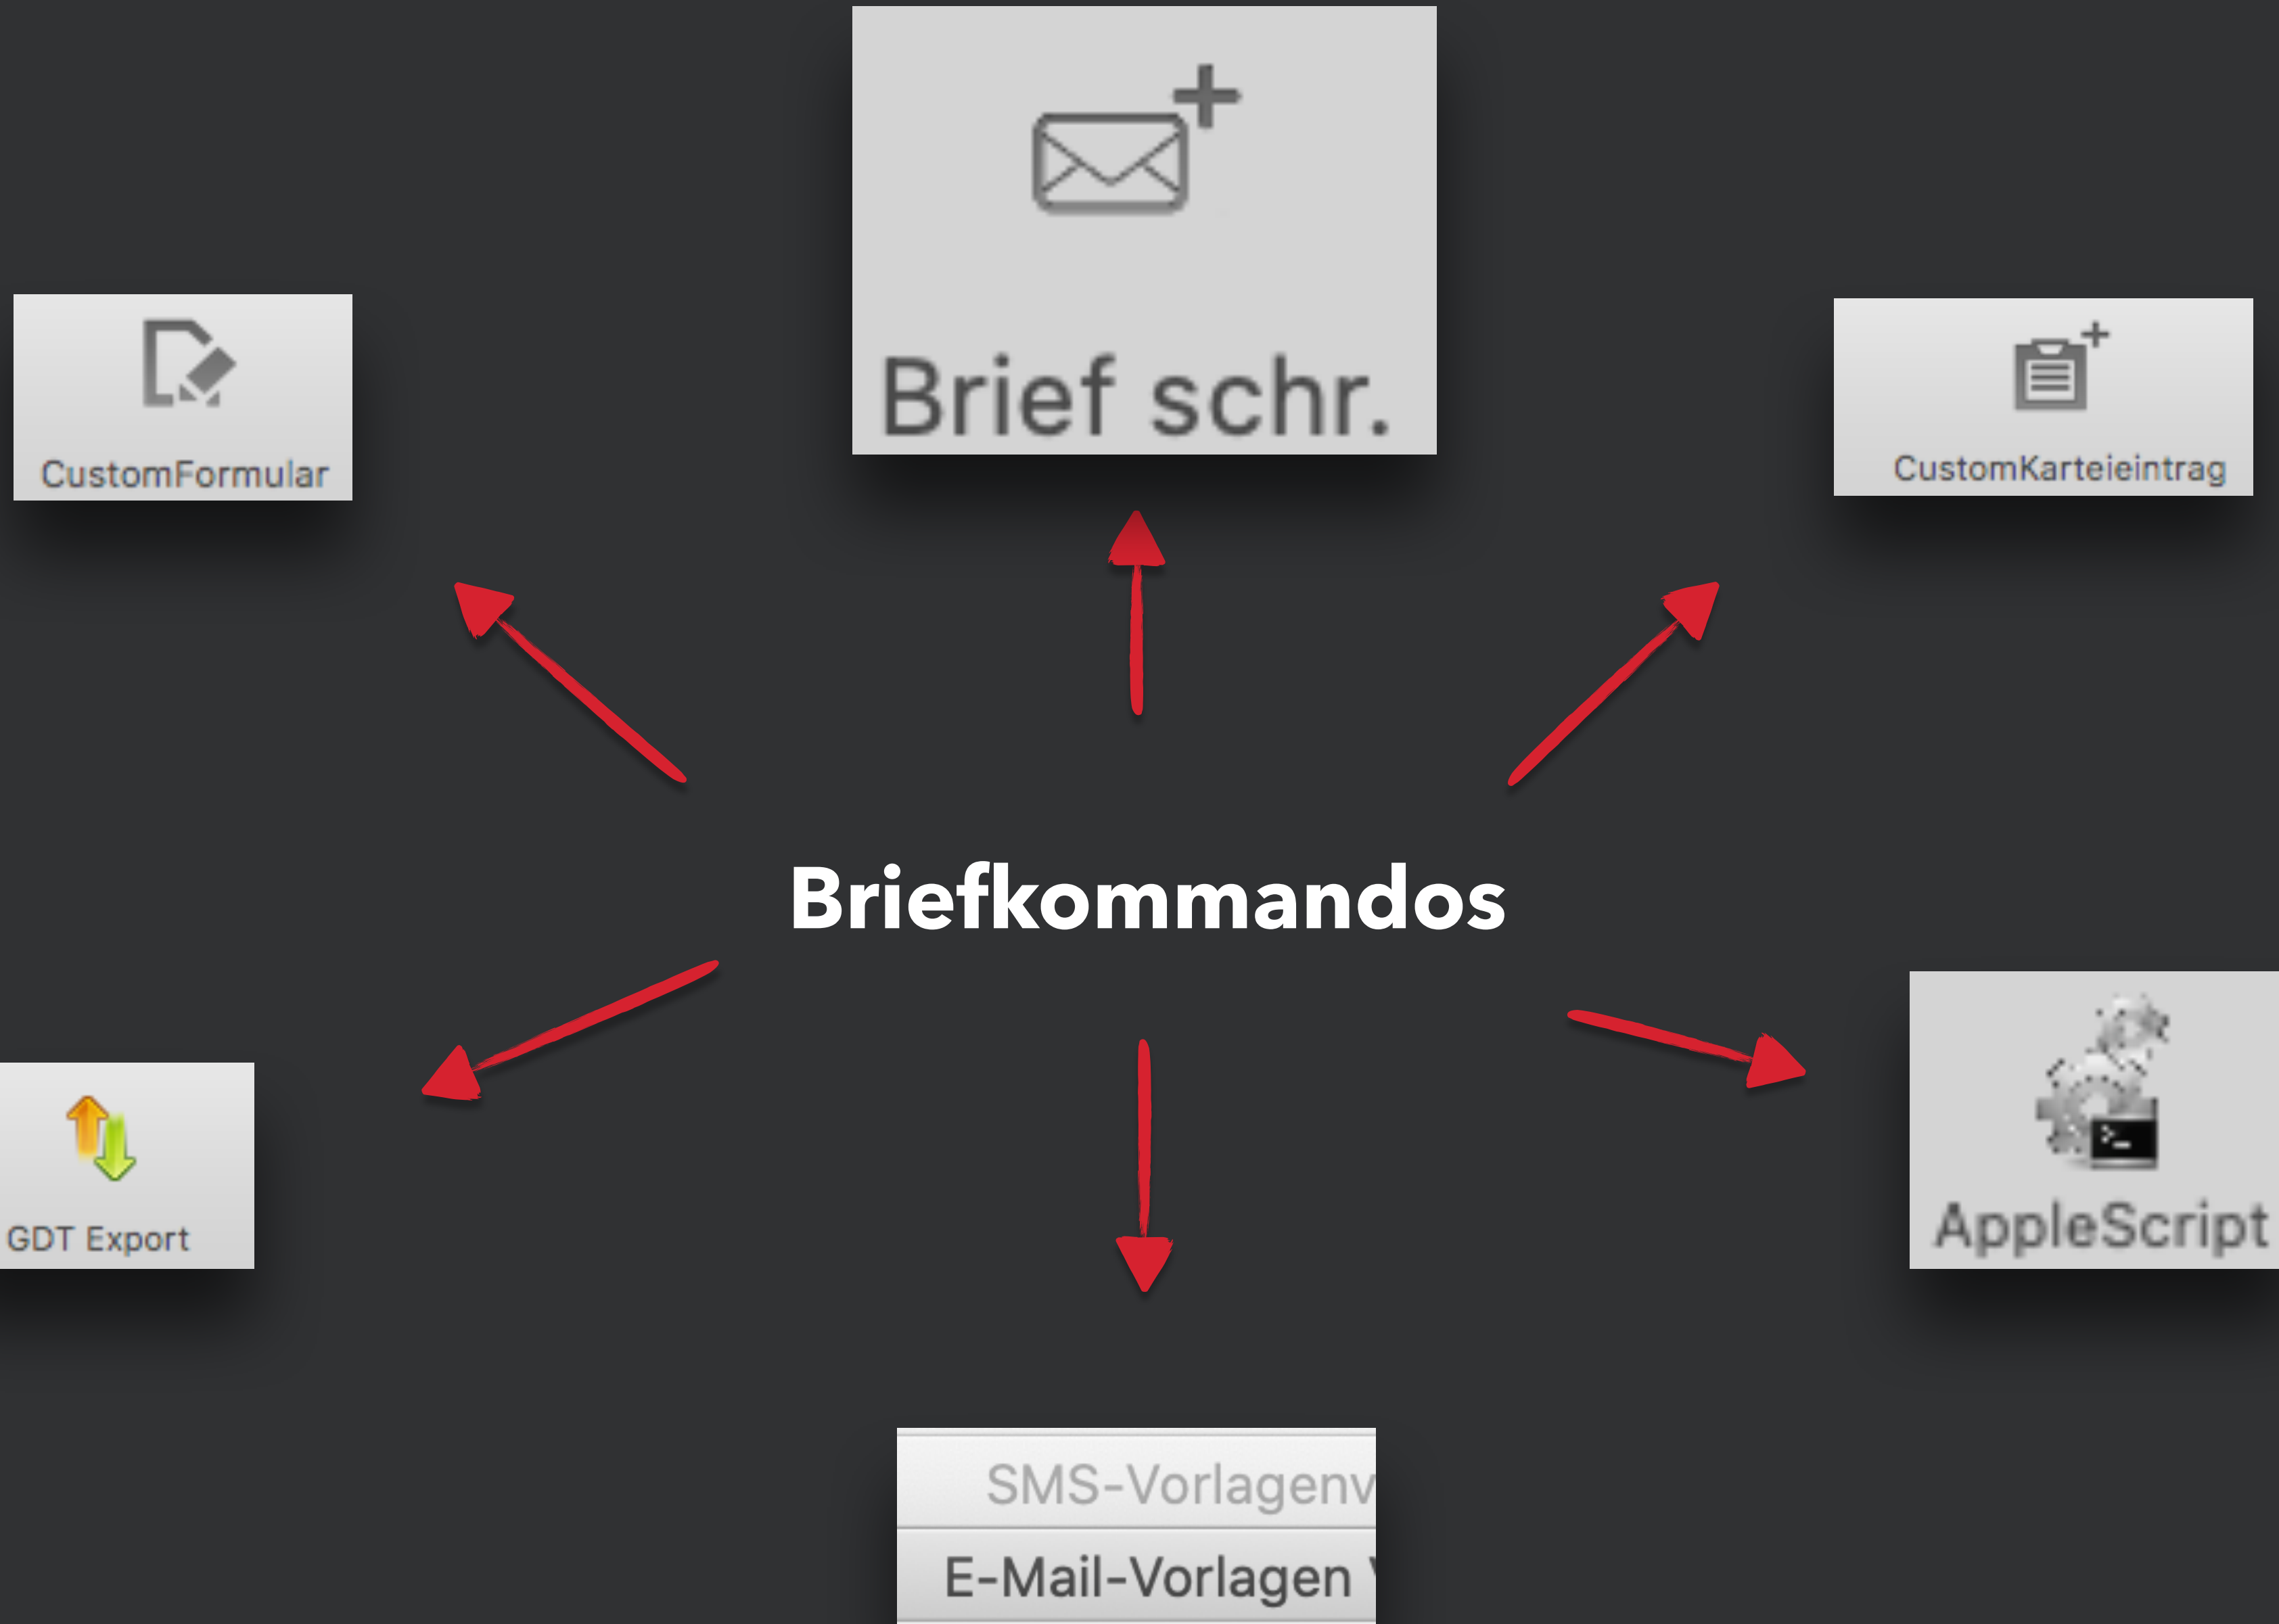 Brief schr.
CustomFormular
CustomKarteieintrag
Briefkommandos
GDT Export
AppleScript
SMS-Vorlagenv
E-Mail-Vorlagen